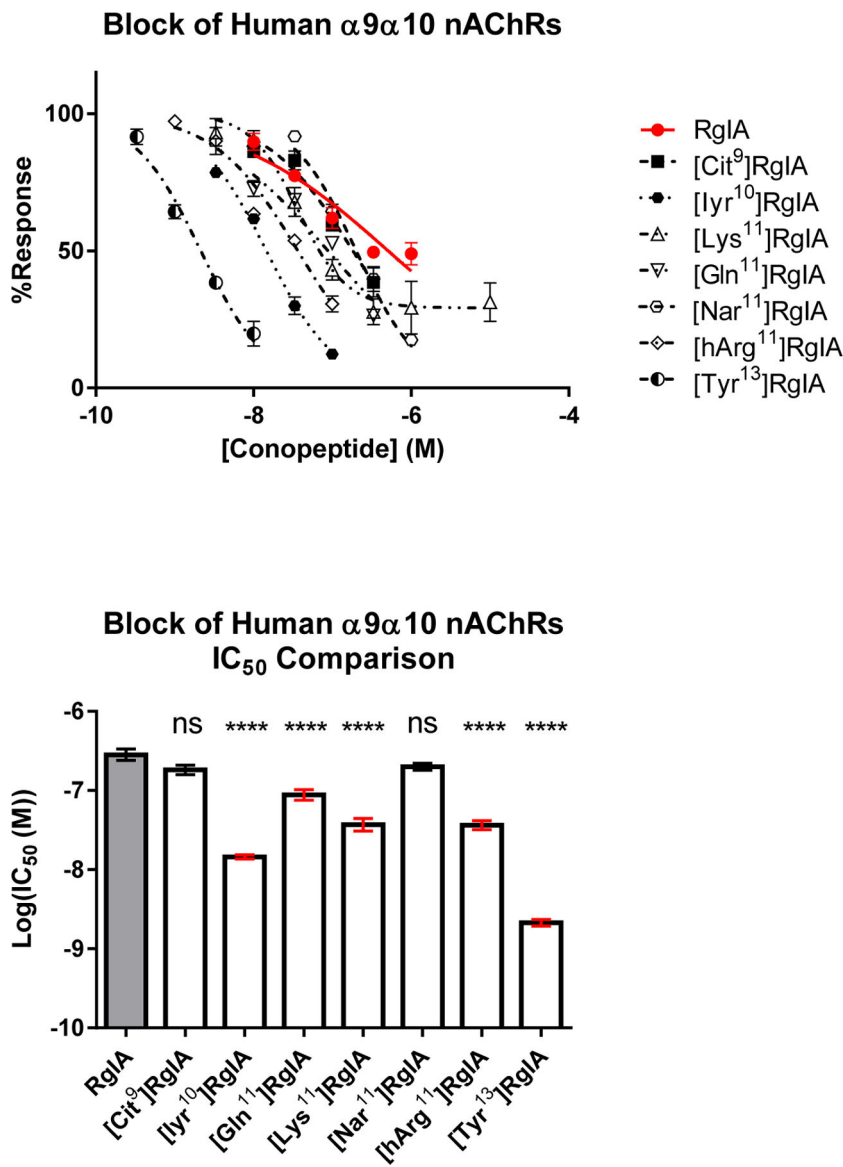 Block of Human α9α10 nAChRs
100
50
0
%Response
-10
-8
-6
-4
[Conopeptide] (M)
RgIA
[Cit⁹]RgIA
[Iyr¹⁰]RgIA
[Lys¹¹]RgIA
[Gln¹¹]RgIA
[Nar¹¹]RgIA
[hArg¹¹]RgIA
[Tyr¹³]RgIA
Block of Human α9α10 nAChRs
IC₅₀ Comparison
-6
-7
-8
-9
-10
Log(IC₅₀ (M))
ns
****
****
****
ns
****
****
RgIA
[Cit⁹]RgIA
[Iyr¹⁰]RgIA
[Gln¹¹]RgIA
[Lys¹¹]RgIA
[Nar¹¹]RgIA
[hArg¹¹]RgIA
[Tyr¹³]RgIA